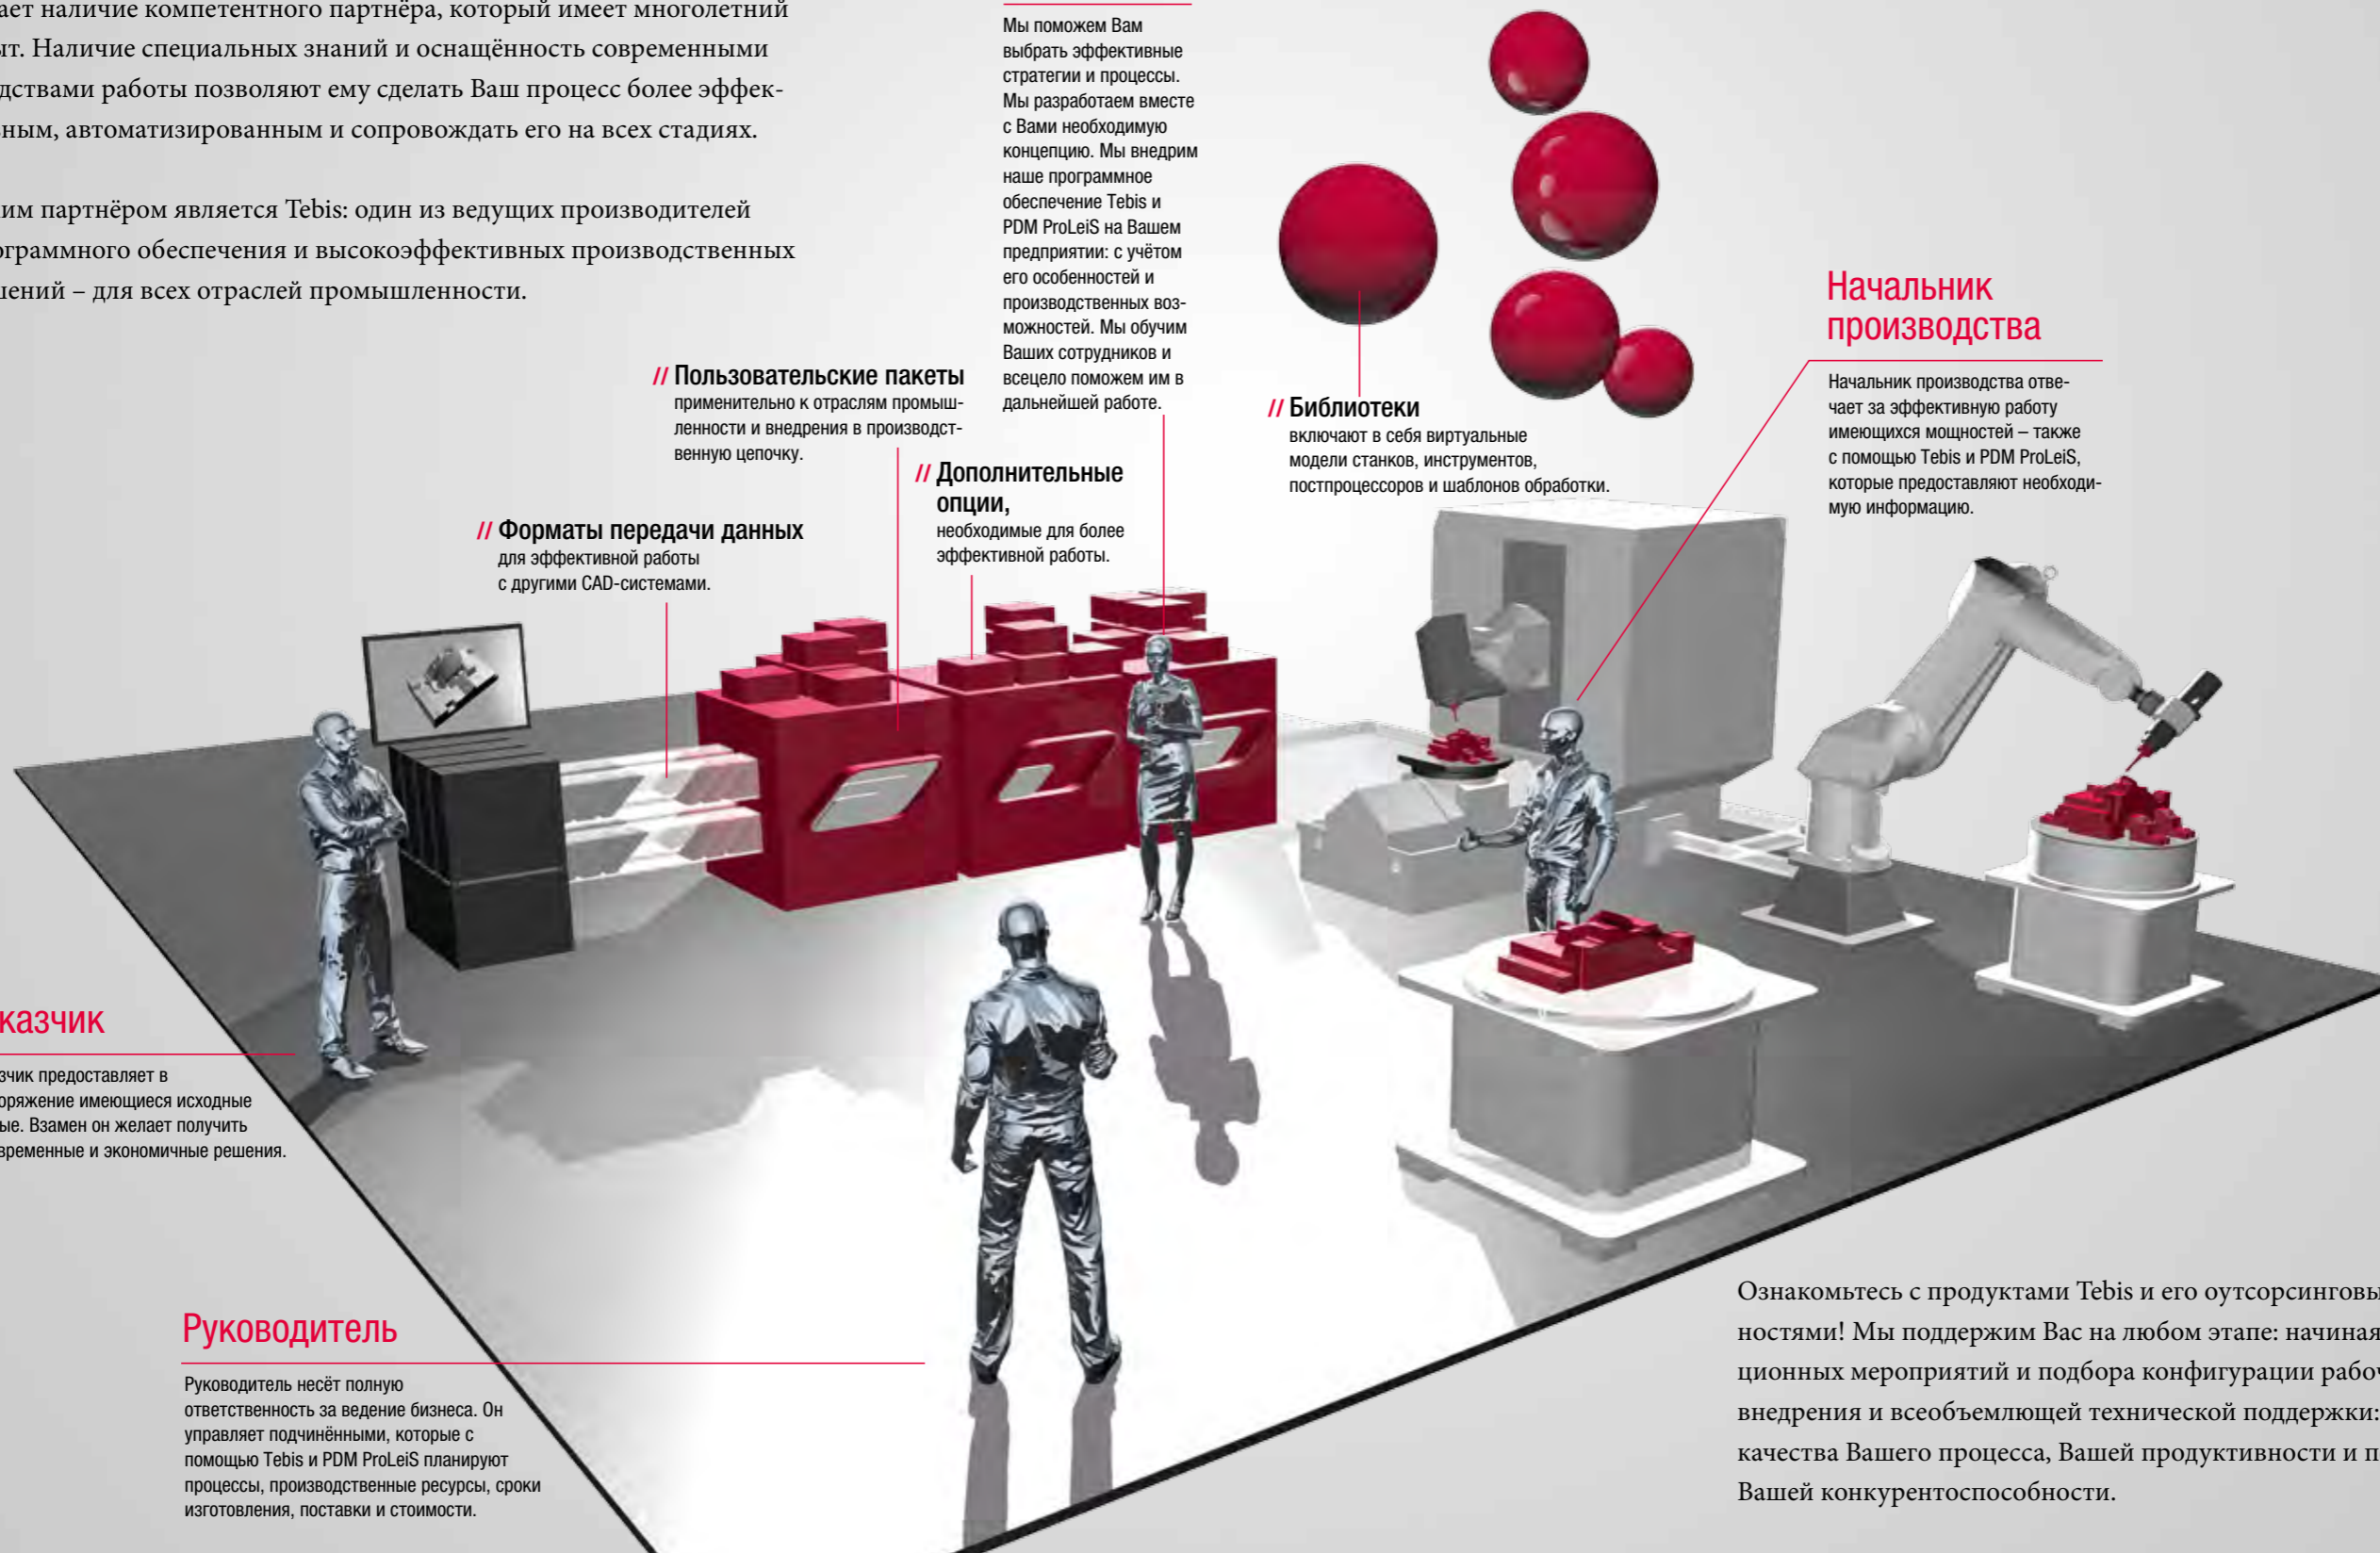 наличие компетентного партнёра, который имеет многолетний
Наличие специальных знаний и оснащённость современными
работы позволяют ему сделать Ваш процесс более эффек-
автоматизированным и сопровождать его на всех стадиях.
партнёром является Tebis: один из ведущих производителей
обеспечения и высокоэффективных производственных
– для всех отраслей промышленности.
Мы поможем Вам
выбрать эффективные
стратегии и процессы.
Мы разработаем вместе
с Вами необходимую
концепцию. Мы внедрим
наше программное
обеспечение Tebis и
PDM ProLeiS на Вашем
предприятии: с учётом
его особенностей и
производственных воз-
можностей. Мы обучим
Ваших сотрудников и
всецело поможем им в
дальнейшей работе.
// Пользовательские пакеты
применительно к отраслям промыш-
ленности и внедрения в производст-
венную цепочку.
// Дополнительные
опции,
необходимые для более
эффективной работы.
// Форматы передачи данных
для эффективной работы
с другими CAD-системами.
// Библиотеки
включают в себя виртуальные
модели станков, инструментов,
постпроцессоров и шаблонов обработки.
Начальник
производства
Начальник производства отве-
чает за эффективную работу
имеющихся мощностей – также
с помощью Tebis и PDM ProLeiS,
которые предоставляют необходи-
мую информацию.
казчик
зчик предоставляет в
оряжение имеющиеся исходные
ые. Взамен он желает получить
временные и экономичные решения.
Руководитель
Руководитель несёт полную
ответственность за ведение бизнеса. Он
управляет подчинёнными, которые с
помощью Tebis и PDM ProLeiS планируют
процессы, производственные ресурсы, сроки
изготовления, поставки и стоимости.
Ознакомьтесь с продуктами Tebis и его оутсорсинговы
ностями! Мы поддержим Вас на любом этапе: начиная
ционных мероприятий и подбора конфигурации рабоч
внедрения и всеобъемлющей технической поддержки:
качества Вашего процесса, Вашей продуктивности и п
Вашей конкурентоспособности.